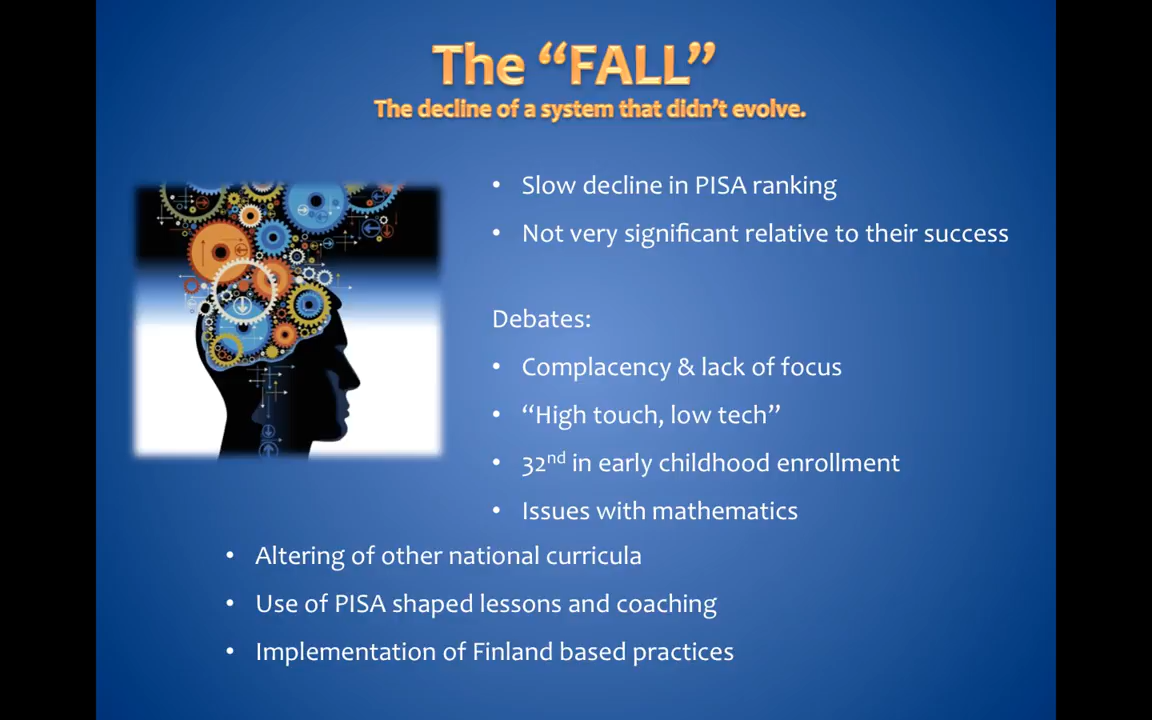 The “FALL”
The decline of a system that didn’t evolve.
• Slow decline in PISA ranking
• Not very significant relative to their success
Debates:
• Complacency & lack of focus
• “High touch, low tech”
• 32nd in early childhood enrollment
• Issues with mathematics
• Altering of other national curricula
• Use of PISA shaped lessons and coaching
• Implementation of Finland based practices